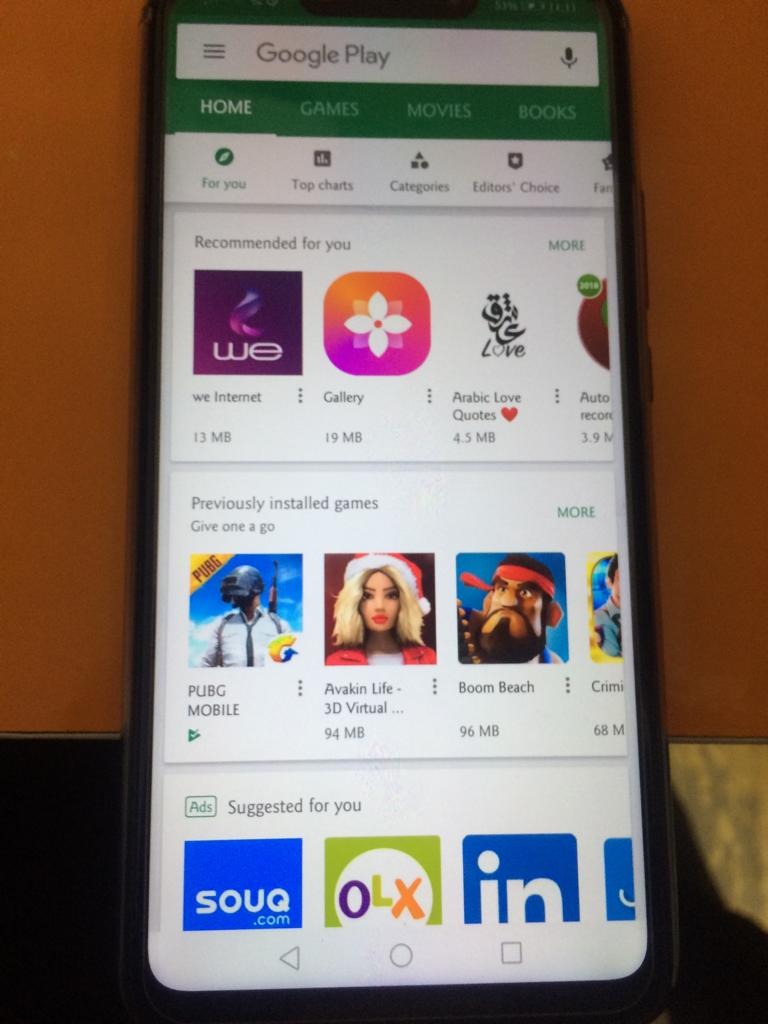 53%
Google Play
HOME GAMES MOVIES BOOKS
For you Top charts Categories Editors' Choice Fam
Recommended for you MORE
we
عاشق
Love
2018
we Internet Gallery Arabic Love Auto
Quotes ❤ recor
13 MB 19 MB 4.5 MB 3.9 M
Previously installed games MORE
Give one a go
PUBG
PUBG Avakin Life - Boom Beach Crimi
MOBILE 3D Virtual ...
94 MB 96 MB 68 M
Ads Suggested for you
SOUQ
.com
OLX
in